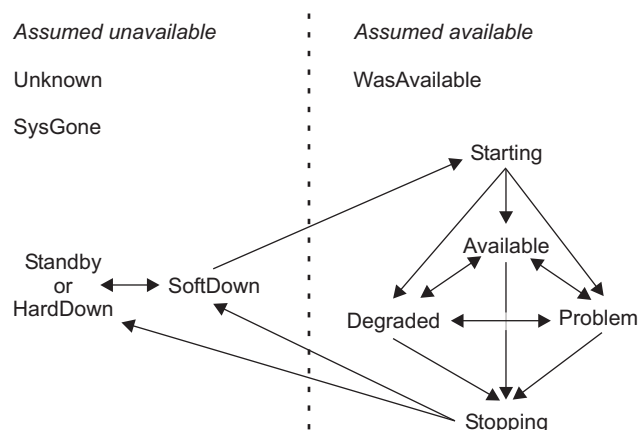 Assumed unavailable
Assumed available
Unknown
WasAvailable
SysGone
Starting
Available
Standby
or
HardDown
SoftDown
Degraded
Problem
Stopping